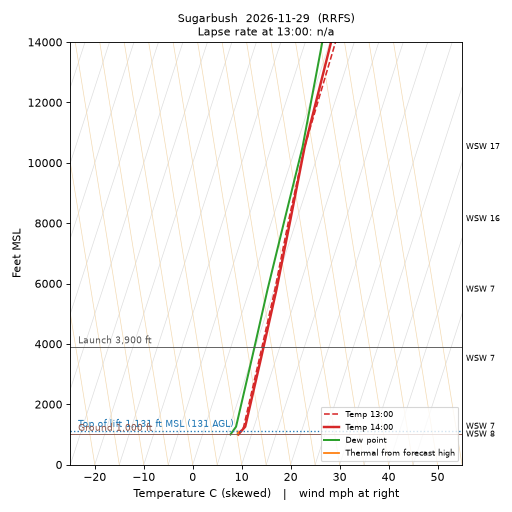 Sugarbush  2026-11-29  (RRFS)
Lapse rate at 13:00: n/a
14000
12000
10000
8000
6000
4000
2000
0
Feet MSL
WSW 17
WSW 16
WSW 7
WSW 7
WSW 7
WSW 8
Launch 3,900 ft
Top of lift 1,131 ft MSL (131 AGL)
Ground 1,000 ft
Temp 13:00
Temp 14:00
Dew point
Thermal from forecast high
−20 −10 0 10 20 30 40 50
Temperature C (skewed)   |   wind mph at right